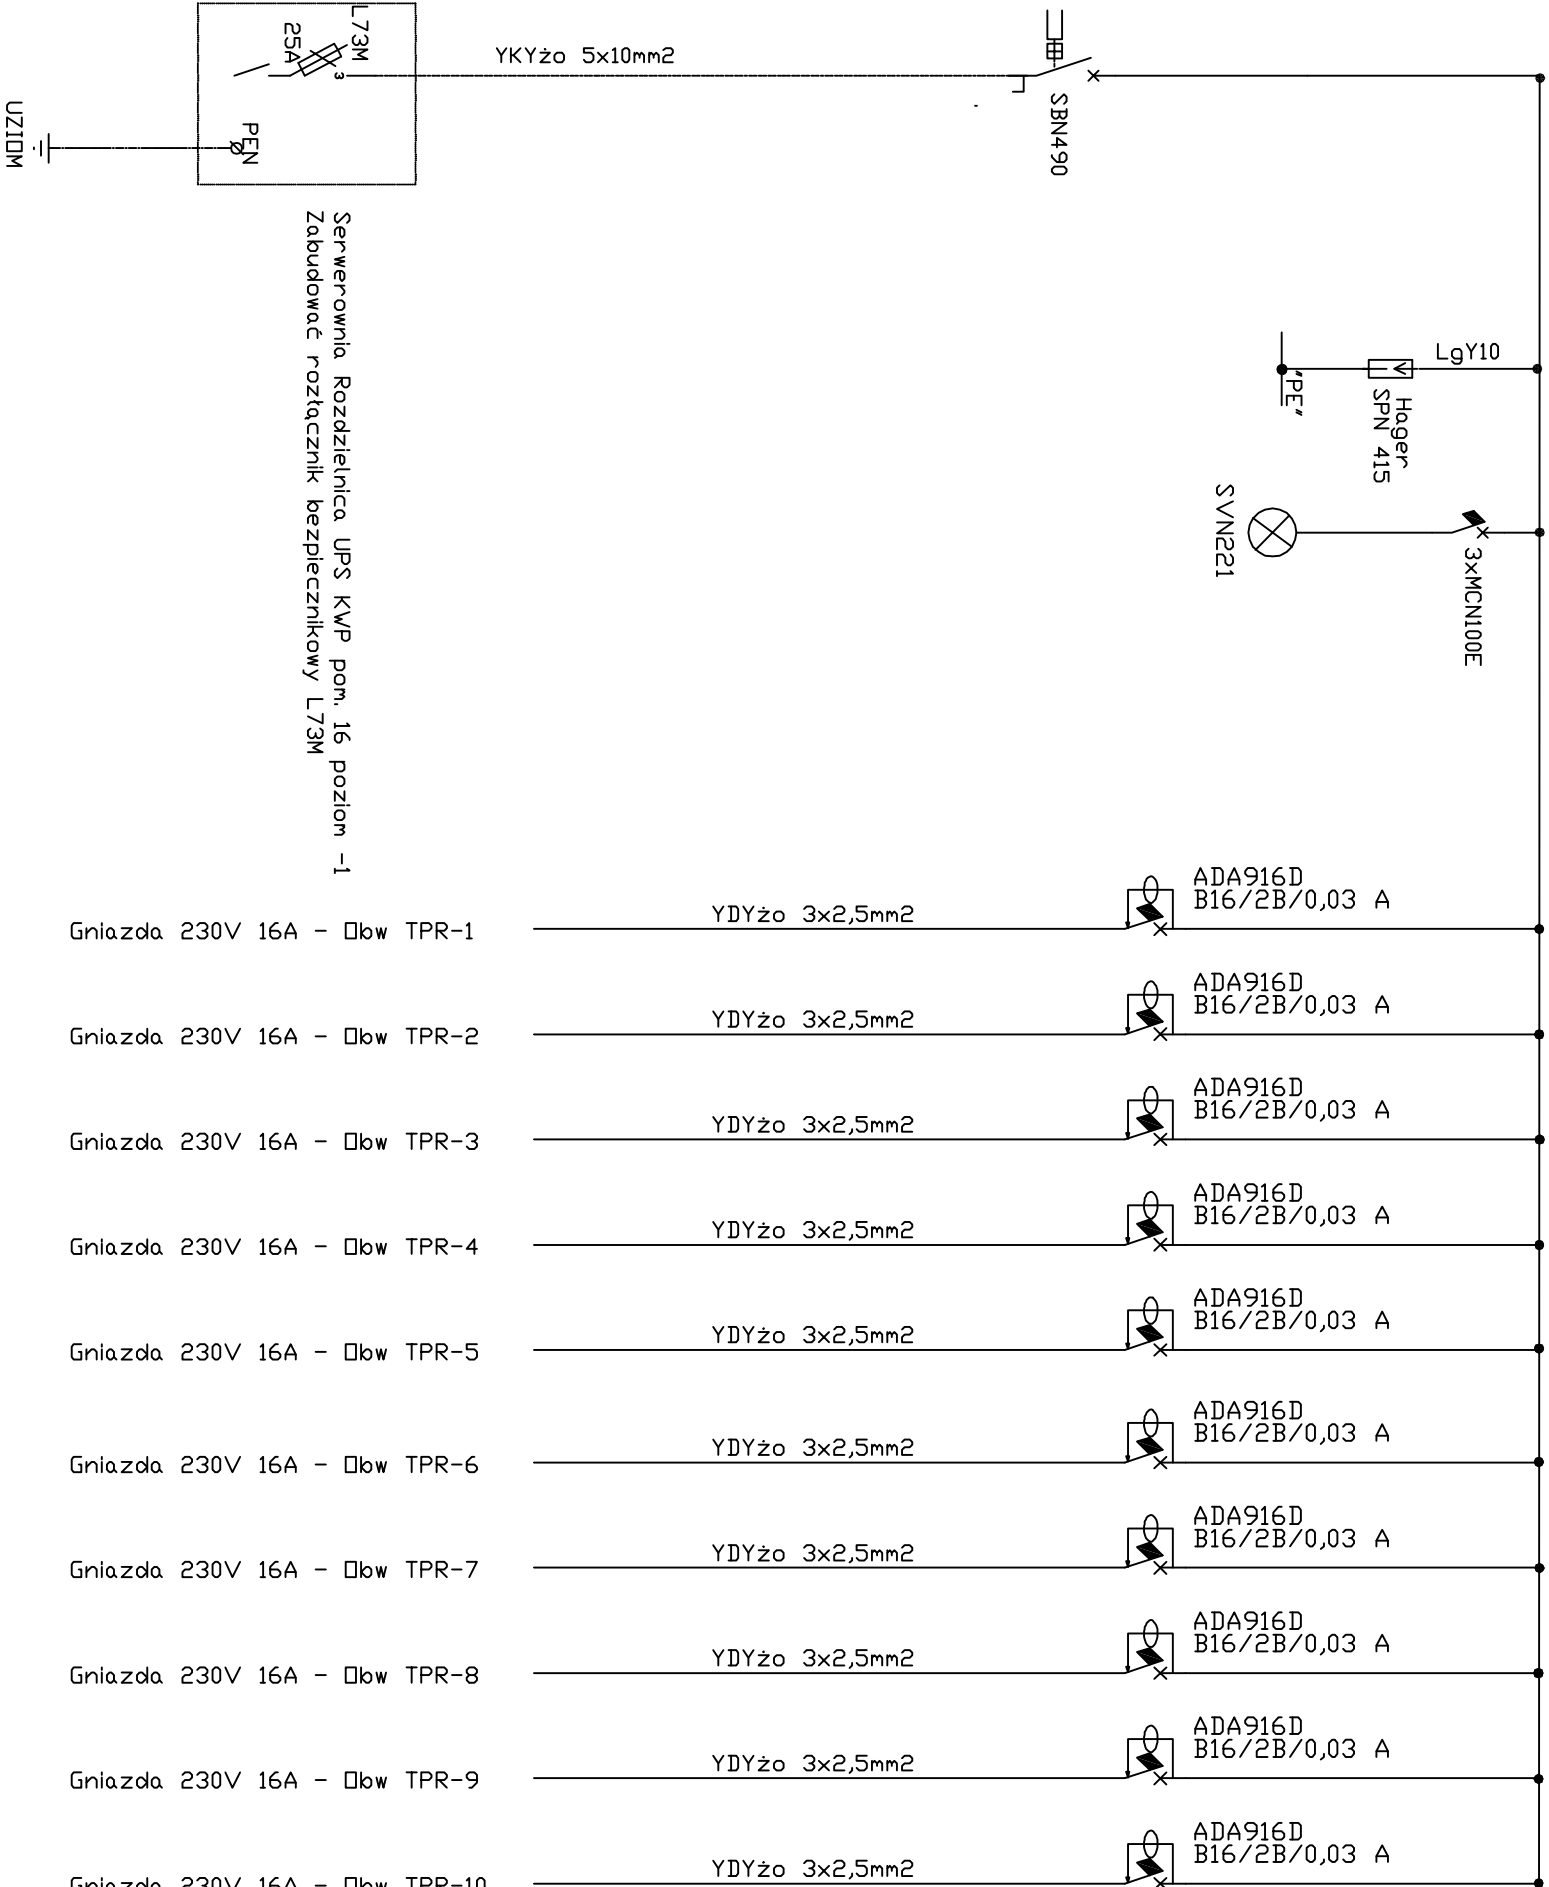 L73M
25A
3
YKYżo 5x10mm2
SBN490
PEN
UZIOM
Serwerownia Rozdzielnica UPS KWP pom. 16 poziom -1
Zabudować rozłącznik bezpiecznikowy L73M
LgY10
"PE"
Hager
SPN 415
SVN221
3xMCN100E
ADA916D
B16/2B/0,03 A
YDYżo 3x2,5mm2
Gniazda 230V 16A - Obw TPR-1
ADA916D
B16/2B/0,03 A
YDYżo 3x2,5mm2
Gniazda 230V 16A - Obw TPR-2
ADA916D
B16/2B/0,03 A
YDYżo 3x2,5mm2
Gniazda 230V 16A - Obw TPR-3
ADA916D
B16/2B/0,03 A
YDYżo 3x2,5mm2
Gniazda 230V 16A - Obw TPR-4
ADA916D
B16/2B/0,03 A
YDYżo 3x2,5mm2
Gniazda 230V 16A - Obw TPR-5
ADA916D
B16/2B/0,03 A
YDYżo 3x2,5mm2
Gniazda 230V 16A - Obw TPR-6
ADA916D
B16/2B/0,03 A
YDYżo 3x2,5mm2
Gniazda 230V 16A - Obw TPR-7
ADA916D
B16/2B/0,03 A
YDYżo 3x2,5mm2
Gniazda 230V 16A - Obw TPR-8
ADA916D
B16/2B/0,03 A
YDYżo 3x2,5mm2
Gniazda 230V 16A - Obw TPR-9
ADA916D
B16/2B/0,03 A
YDYżo 3x2,5mm2
Gniazda 230V 16A - Obw TPR-10